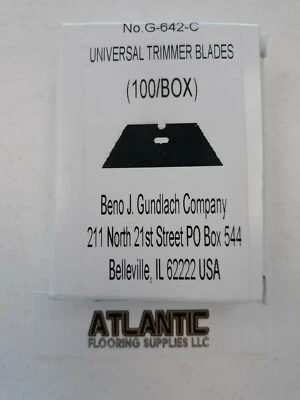 No.G-642-C
UNIVERSAL TRIMMER BLADES
(100/BOX)
Beno J. Gundlach Company
211 North 21st Street PO Box 544
Belleville, IL 62222 USA
ATLANTIC
FLOORING SUPPLIES LLC